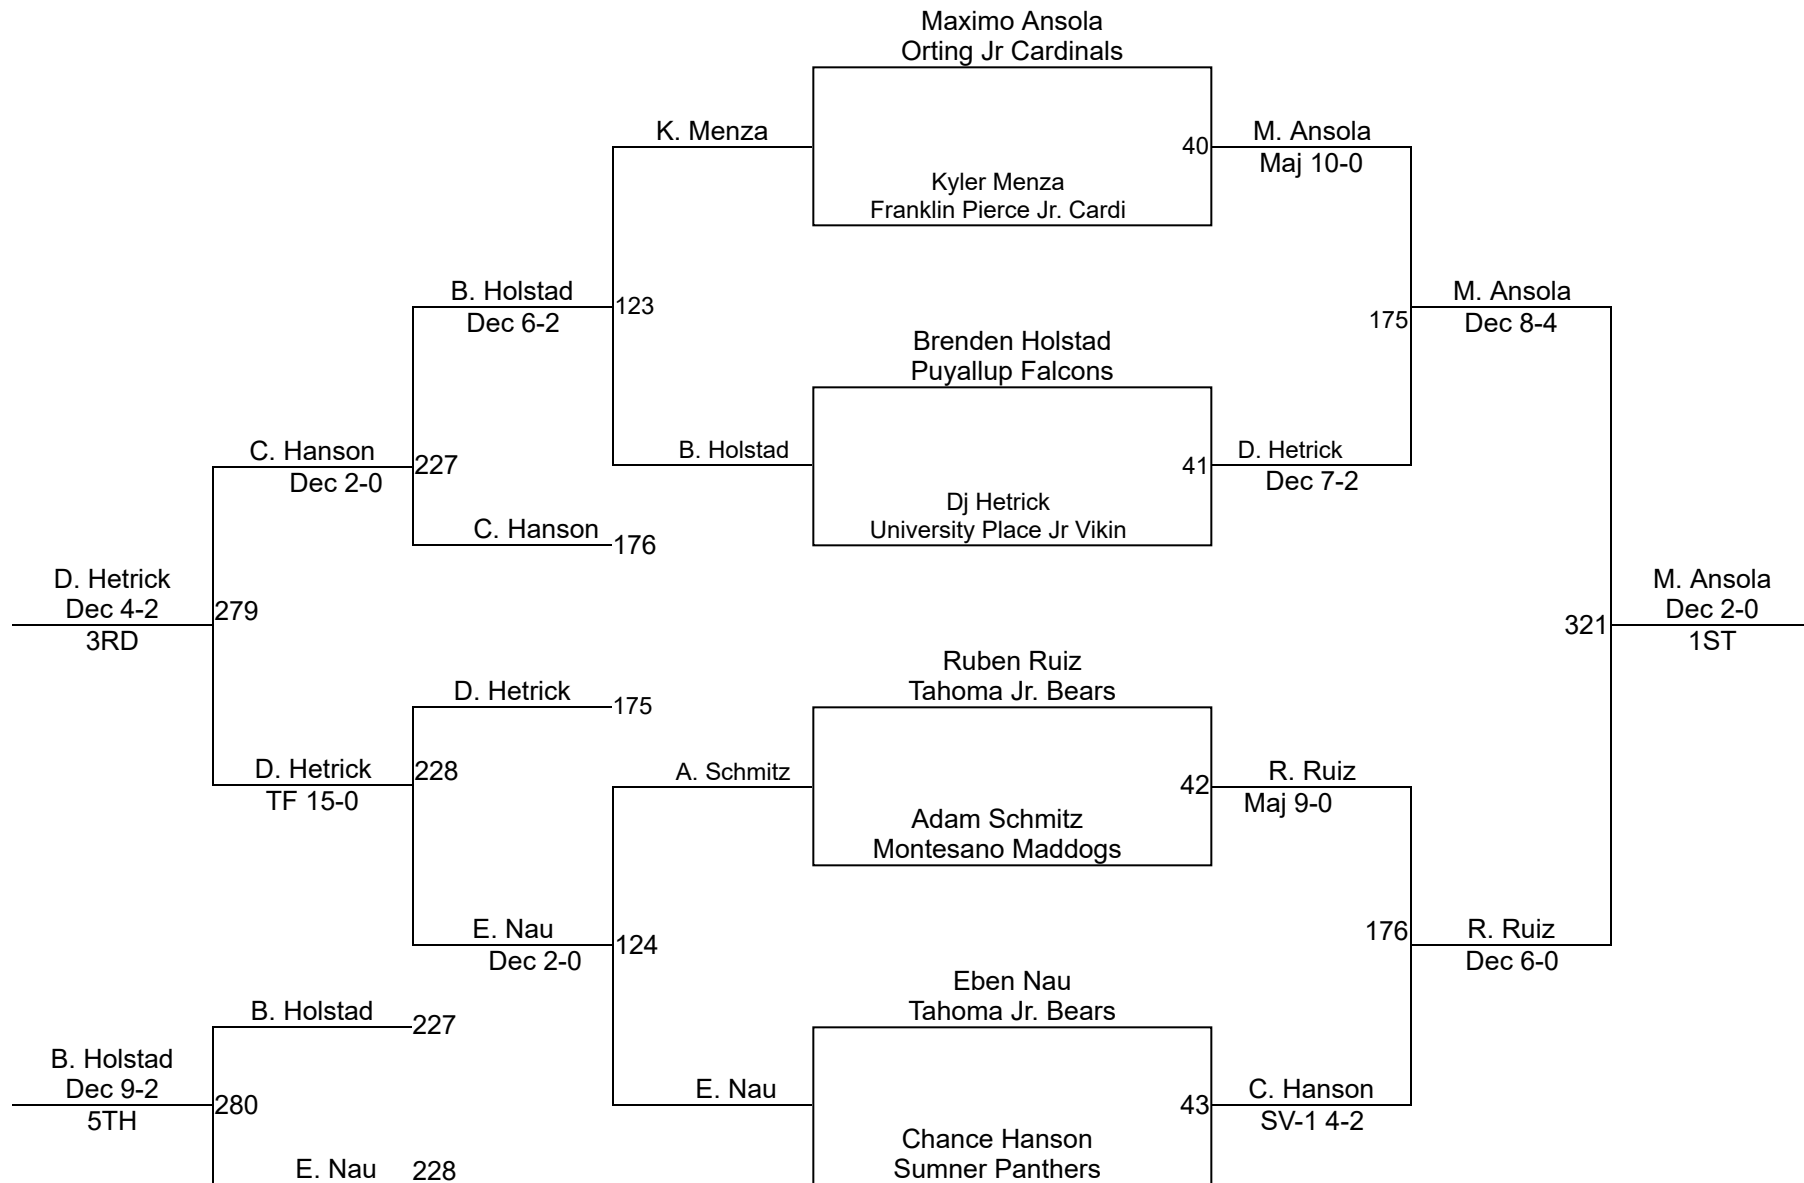 Maximo Ansola
Orting Jr Cardinals
K. Menza
40
M. Ansola
Maj 10-0
Kyler Menza
Franklin Pierce Jr. Cardi
B. Holstad
Dec 6-2
123
175
M. Ansola
Dec 8-4
Brenden Holstad
Puyallup Falcons
C. Hanson
Dec 2-0
227
B. Holstad
41
D. Hetrick
Dec 7-2
Dj Hetrick
University Place Jr Vikin
C. Hanson
176
D. Hetrick
Dec 4-2
3RD
279
321
M. Ansola
Dec 2-0
1ST
Ruben Ruiz
Tahoma Jr. Bears
D. Hetrick
175
D. Hetrick
TF 15-0
228
A. Schmitz
42
R. Ruiz
Maj 9-0
Adam Schmitz
Montesano Maddogs
E. Nau
Dec 2-0
124
176
R. Ruiz
Dec 6-0
Eben Nau
Tahoma Jr. Bears
B. Holstad
227
B. Holstad
Dec 9-2
5TH
280
E. Nau
43
C. Hanson
SV-1 4-2
Chance Hanson
Sumner Panthers
E. Nau
228